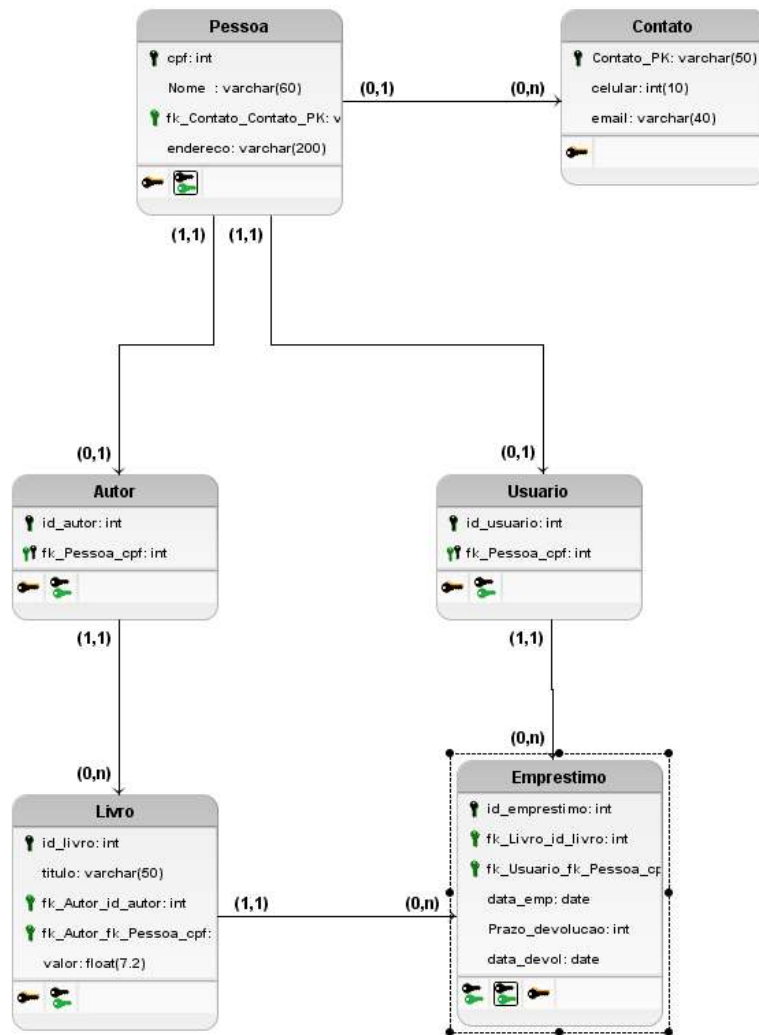 Pessoa
cpf: int
Nome : varchar(60)
fk_Contato_Contato_PK: v
endereco: varchar(200)
(0,1)
(0,n)
Contato
Contato_PK: varchar(50)
celular: int(10)
email: varchar(40)
(1,1)
(1,1)
(0,1)
(0,1)
Autor
id_autor: int
fk_Pessoa_cpf: int
Usuario
id_usuario: int
fk_Pessoa_cpf: int
(1,1)
(1,1)
(0,n)
(0,n)
Livro
id_livro: int
titulo: varchar(50)
fk_Autor_id_autor: int
fk_Autor_fk_Pessoa_cpf:
valor: float(7.2)
(1,1)
(0,n)
Emprestimo
id_emprestimo: int
fk_Livro_id_livro: int
fk_Usuario_fk_Pessoa_cp
data_emp: date
Prazo_devolucao: int
data_devol: date